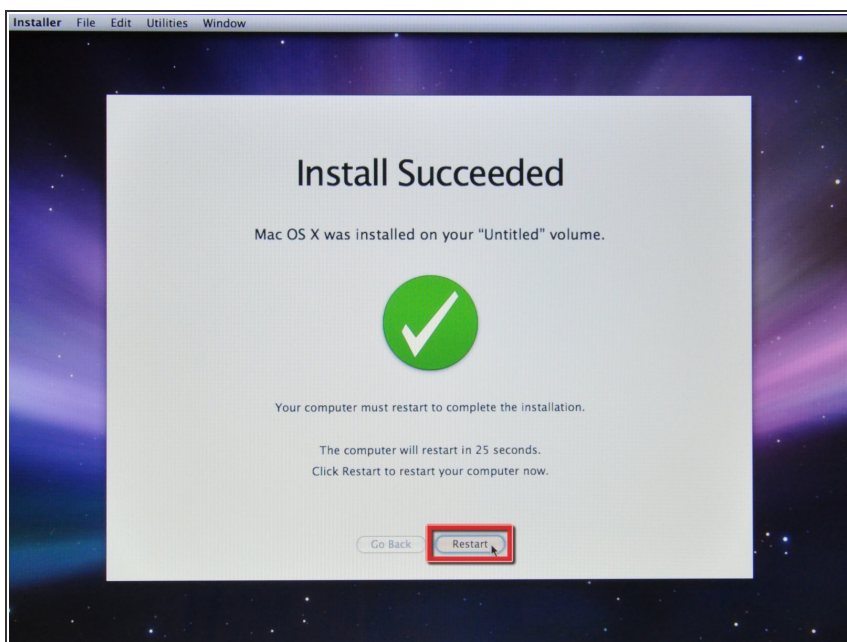 Installer File Edit Utilities Window
Install Succeeded
Mac OS X was installed on your “Untitled” volume.
Your computer must restart to complete the installation.
The computer will restart in 25 seconds.
Click Restart to restart your computer now.
Go Back Restart